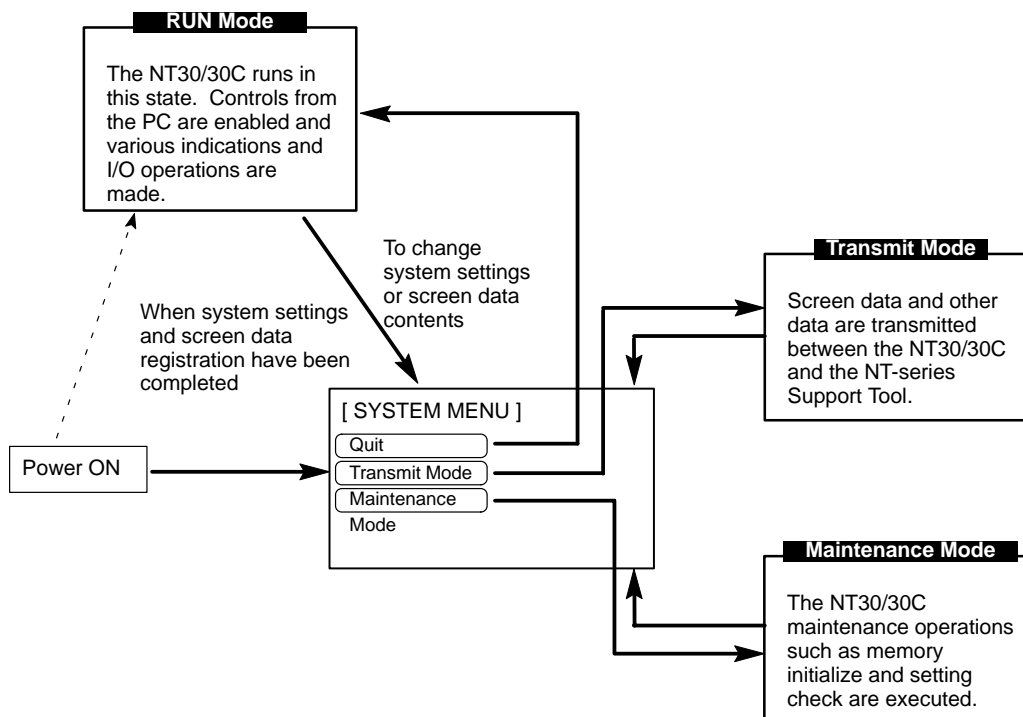 RUN Mode
The NT30/30C runs in
this state. Controls from
the PC are enabled and
various indications and
I/O operations are
made.
To change
system settings
or screen data
contents
When system settings
and screen data
registration have been
completed
Transmit Mode
Screen data and other
data are transmitted
between the NT30/30C
and the NT-series
Support Tool.
Power ON
[ SYSTEM MENU ]
Quit
Transmit Mode
Maintenance
Mode
Maintenance Mode
The NT30/30C
maintenance operations
such as memory
initialize and setting
check are executed.